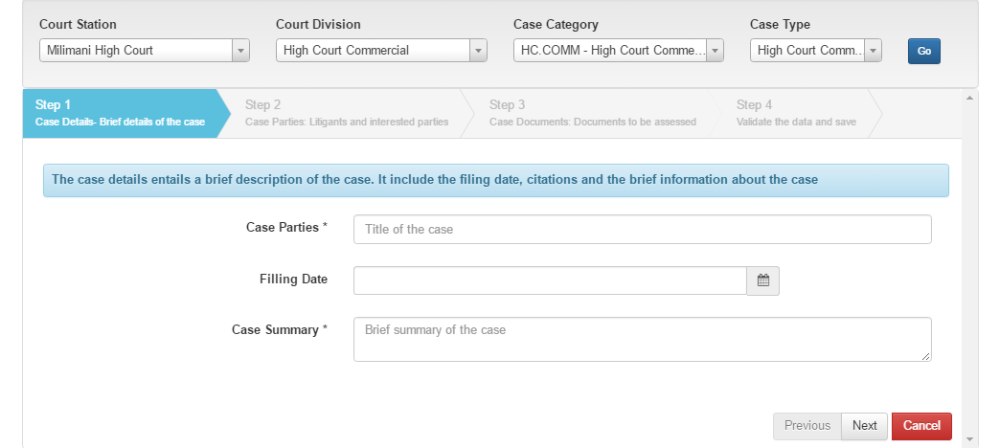 Court Station Court Division Case Category Case Type
Milimani High Court High Court Commercial HC.COMM - High Court Comme... High Court Comm... Go
Step 1 Step 2 Step 3 Step 4
Case Details- Brief details of the case Case Parties: Litigants and interested parties Case Documents: Documents to be assessed Validate the data and save
The case details entails a brief description of the case. It include the filing date, citations and the brief information about the case
Case Parties * Title of the case
Filling Date
Case Summary * Brief summary of the case
Previous Next Cancel